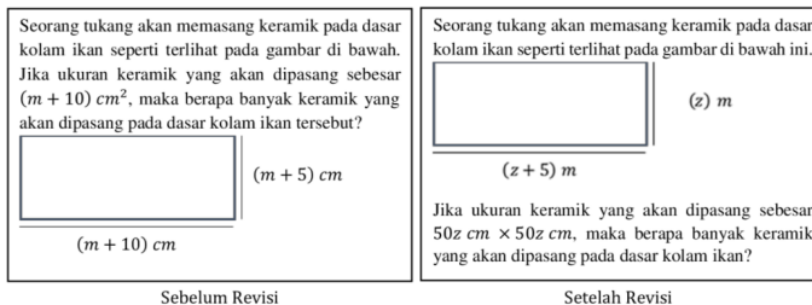 Seorang tukang akan memasang keramik pada dasar
kolam ikan seperti terlihat pada gambar di bawah.
Jika ukuran keramik yang akan dipasang sebesar
(m + 10) cm², maka berapa banyak keramik yang
akan dipasang pada dasar kolam ikan tersebut?
(m + 5) cm
(m + 10) cm
Sebelum Revisi
Seorang tukang akan memasang keramik pada dasar
kolam ikan seperti terlihat pada gambar di bawah ini.
(z) m
(z + 5) m
Jika ukuran keramik yang akan dipasang sebesar
50z cm × 50z cm, maka berapa banyak keramik
yang akan dipasang pada dasar kolam ikan?
Setelah Revisi